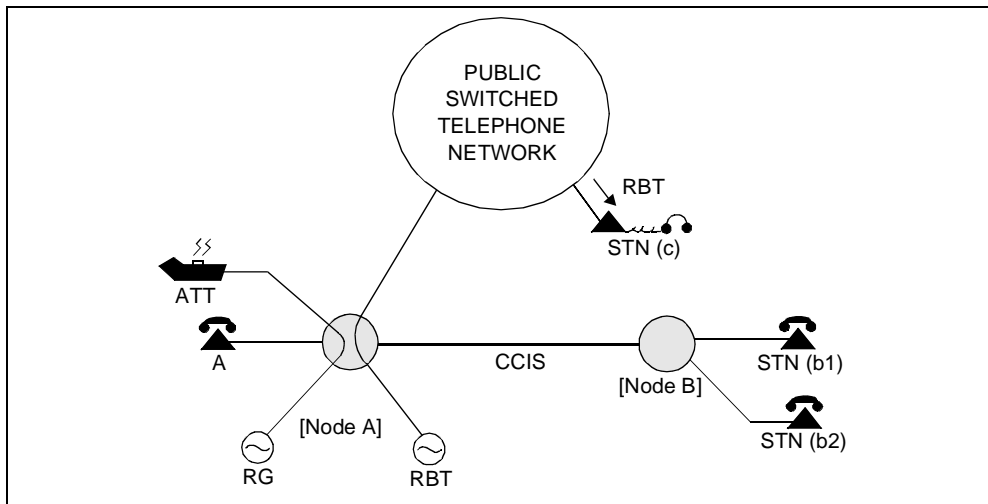 PUBLIC
SWITCHED
TELEPHONE
NETWORK
RBT
STN (c)
ATT
A
CCIS
STN (b1)
[Node B]
[Node A]
STN (b2)
RG
RBT